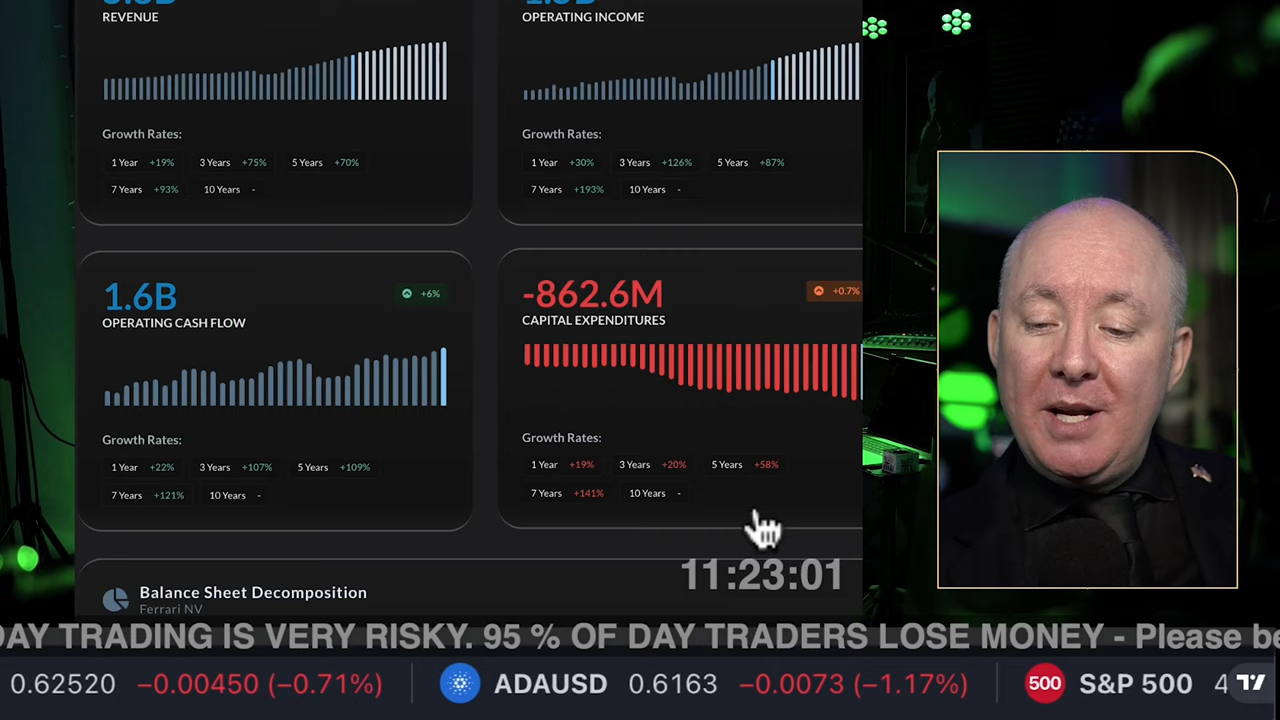 REVENUE
Growth Rates:
1 Year +19% 3 Years +75% 5 Years +70%
7 Years +93% 10 Years -
OPERATING INCOME
Growth Rates:
1 Year +30% 3 Years +126% 5 Years +87%
7 Years +193% 10 Years -
1.6B
+6%
OPERATING CASH FLOW
Growth Rates:
1 Year +22% 3 Years +107% 5 Years +109%
7 Years +121% 10 Years -
-862.6M
+0.7%
CAPITAL EXPENDITURES
Growth Rates:
1 Year +19% 3 Years +20% 5 Years +58%
7 Years +141% 10 Years -
Balance Sheet Decomposition
Ferrari NV
11:23:01
DAY TRADING IS VERY RISKY. 95 % OF DAY TRADERS LOSE MONEY - Please be
0.62520 −0.00450 (−0.71%) ADAUSD 0.6163 −0.0073 (−1.17%) 500 S&P 500 4